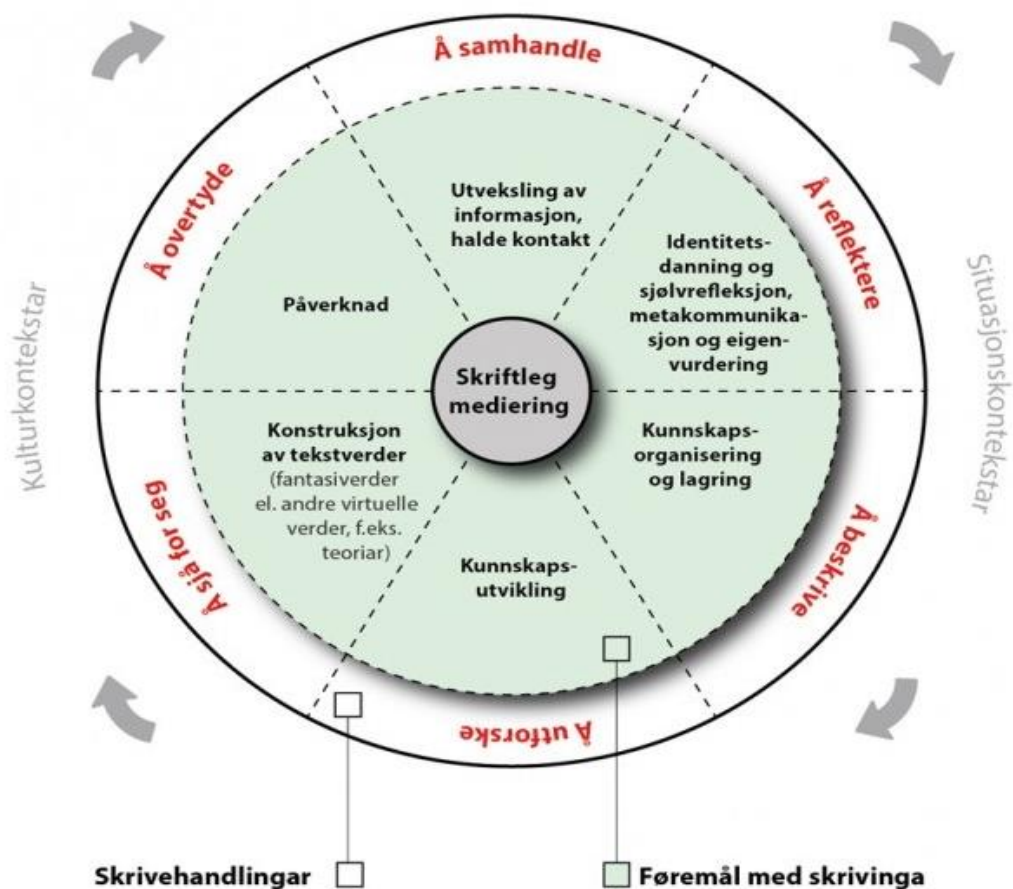 Å samhandle
Å overtyde
Å reflektere
Utveksling av
informasjon,
halde kontakt
Identitets-
danning og
sjølvrefleksjon,
metakommunika-
sjon og eigen-
vurdering
Påverknad
Kulturkontekstar
Situasjonskontekstar
Skriftleg
mediering
Konstruksjon
av tekstverder
(fantasiverder
el. andre virtuelle
verder, f.eks.
teoriar)
Kunnskaps-
organisering
og lagring
Kunnskaps-
utvikling
Å sjå for seg
Å beskrive
Å utforske
Skrivehandlingar
Føremål med skrivinga